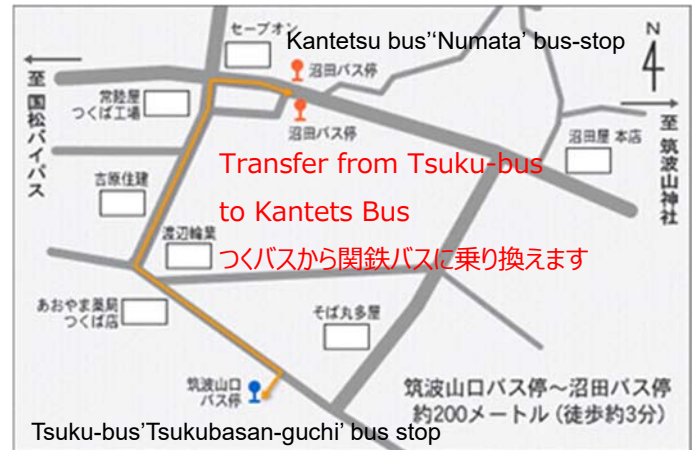 セーブオン
Kantetsu bus'‘Numata’ bus-stop
N
沼田バス停
至 国松バイパス
常陸屋
つくば工場
沼田バス停
沼田屋 本店
至 筑波山神社
Transfer from Tsuku-bus
to Kantets Bus
つくバスから関鉄バスに乗り換えます
吉原住建
渡辺輪業
あおやま薬局
つくば店
そば丸多屋
筑波山口
バス停
筑波山口バス停～沼田バス停
約200メートル（徒歩約3分）
Tsuku-bus’Tsukubasan-guchi’ bus stop